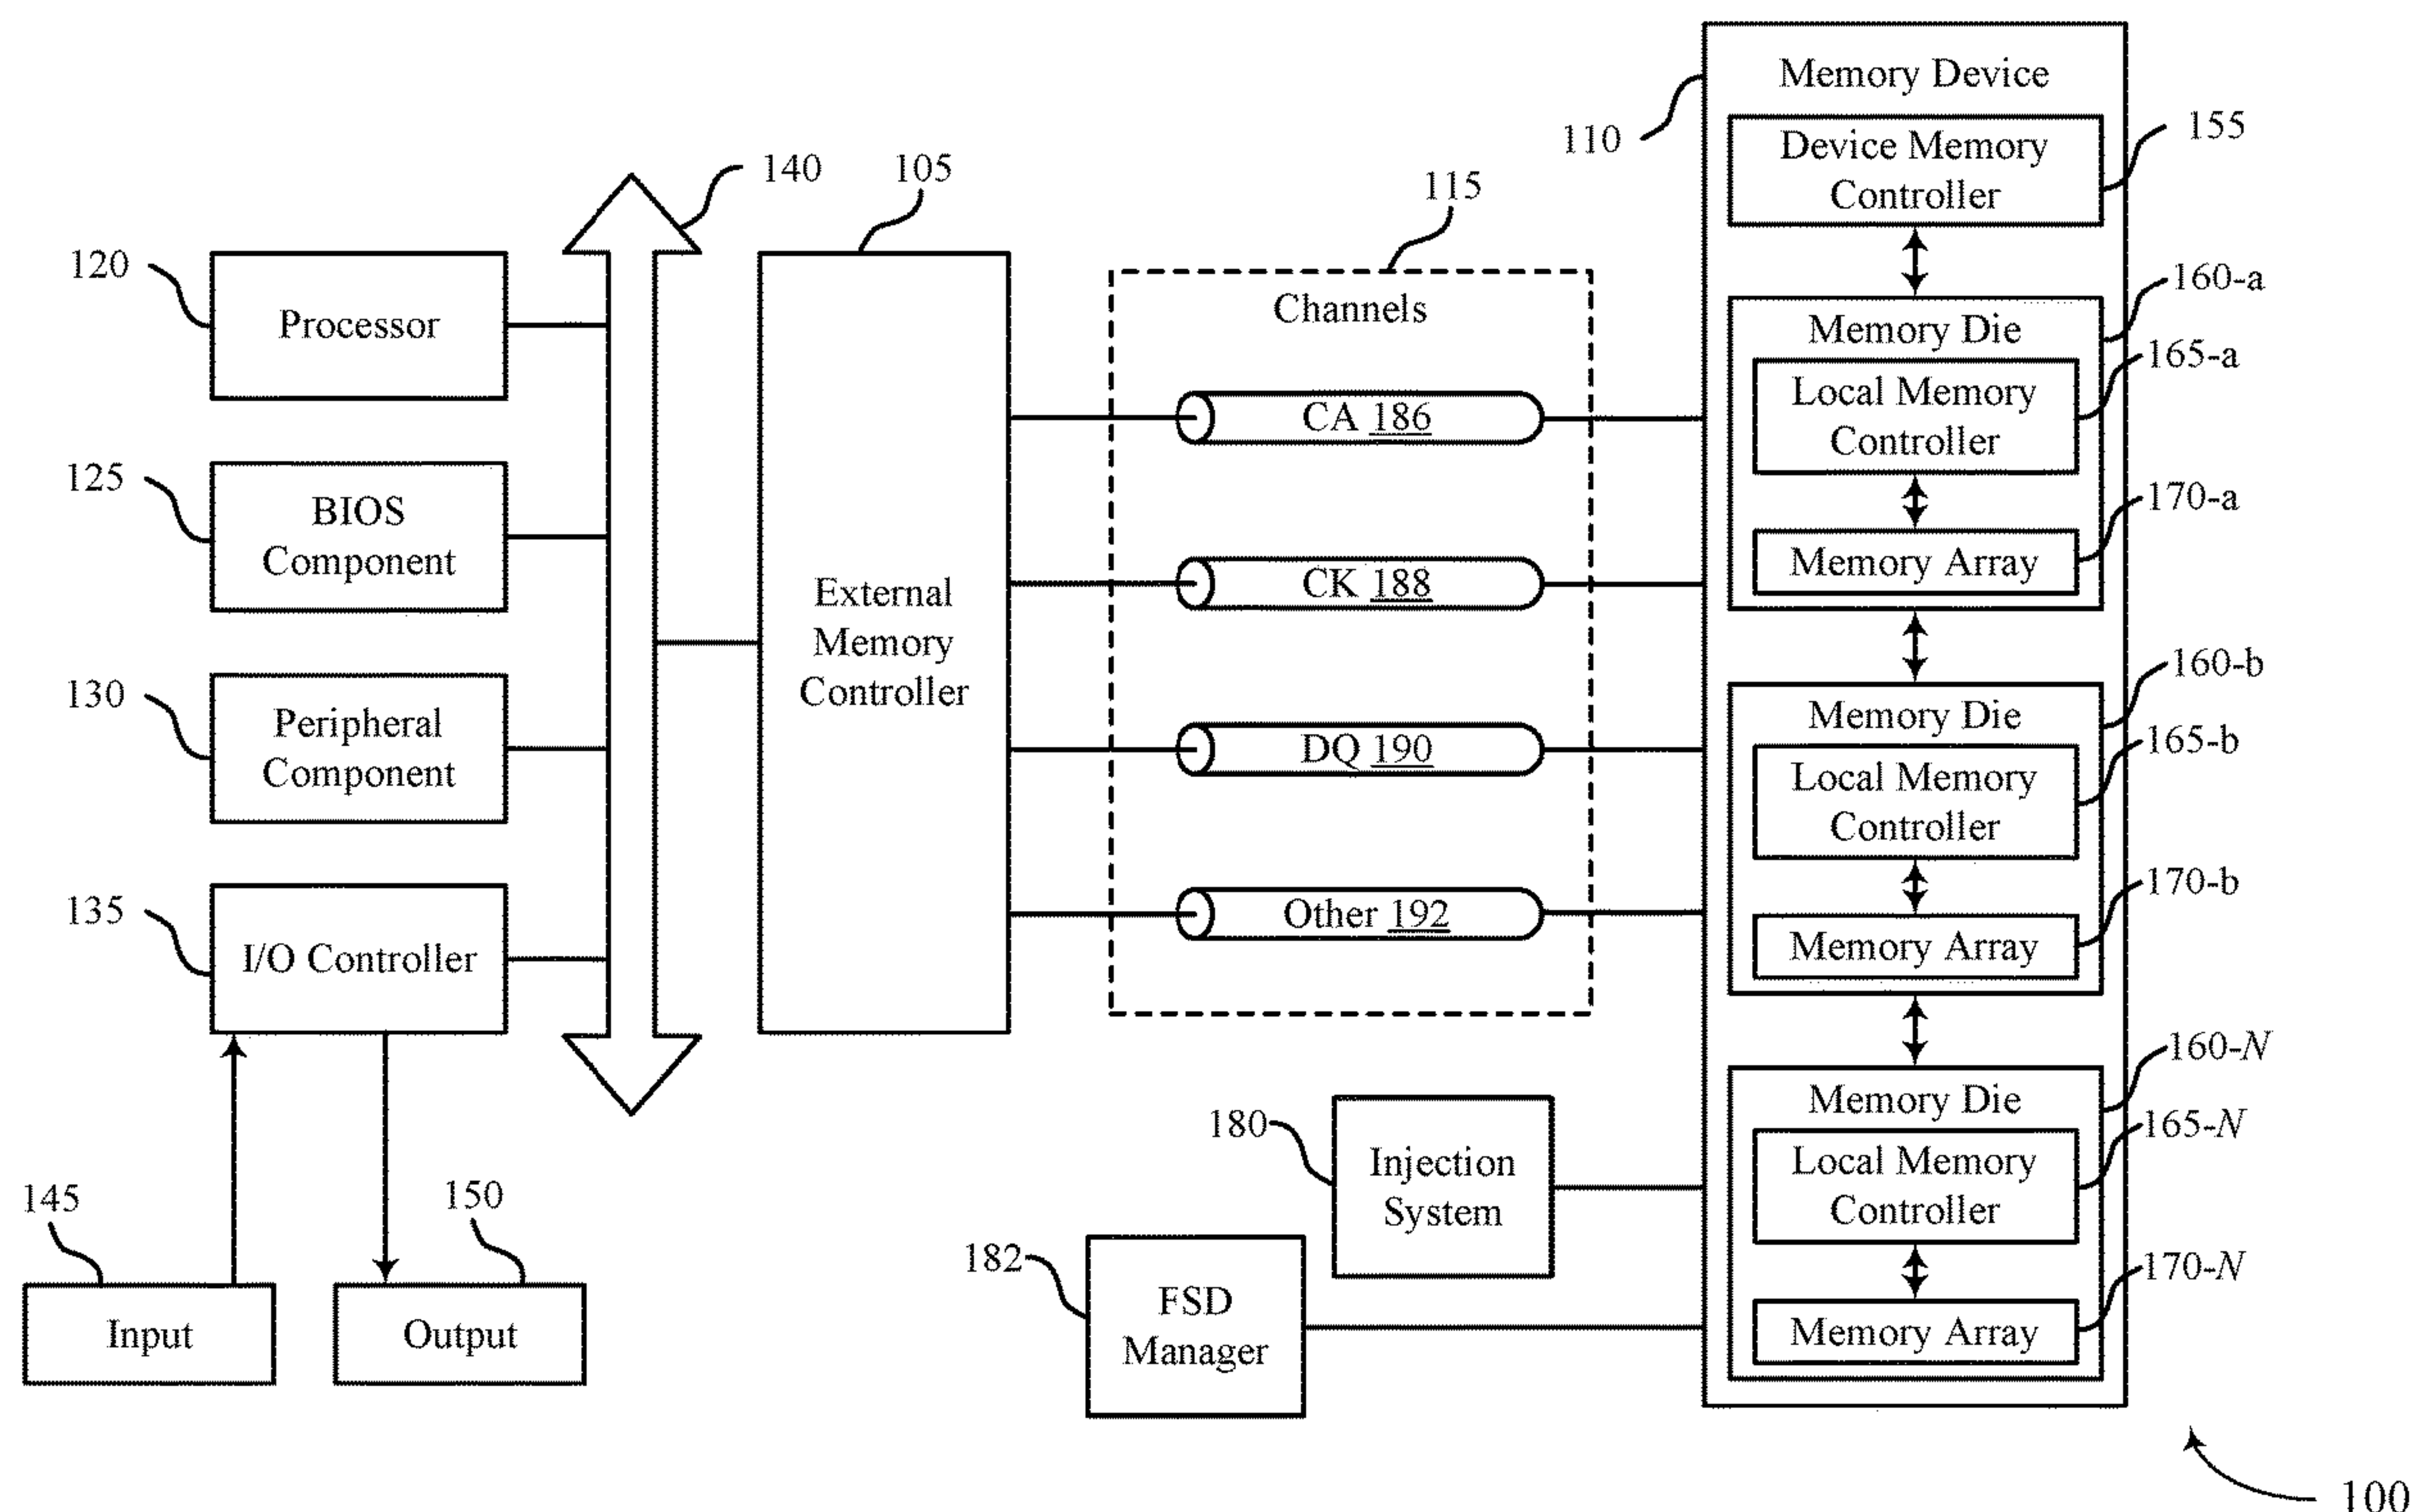 140
105
120
Processor
125
BIOS
Component
130
Peripheral
Component
135
I/O Controller
145
Input
150
Output
External
Memory
Controller
115
Channels
CA 186
CK 188
DQ 190
Other 192
180
Injection
System
182
FSD
Manager
110
Memory Device
Device Memory
Controller
155
160-a
Memory Die
165-a
Local Memory
Controller
170-a
Memory Array
160-b
Memory Die
165-b
Local Memory
Controller
170-b
Memory Array
160-N
Memory Die
165-N
Local Memory
Controller
170-N
Memory Array
100